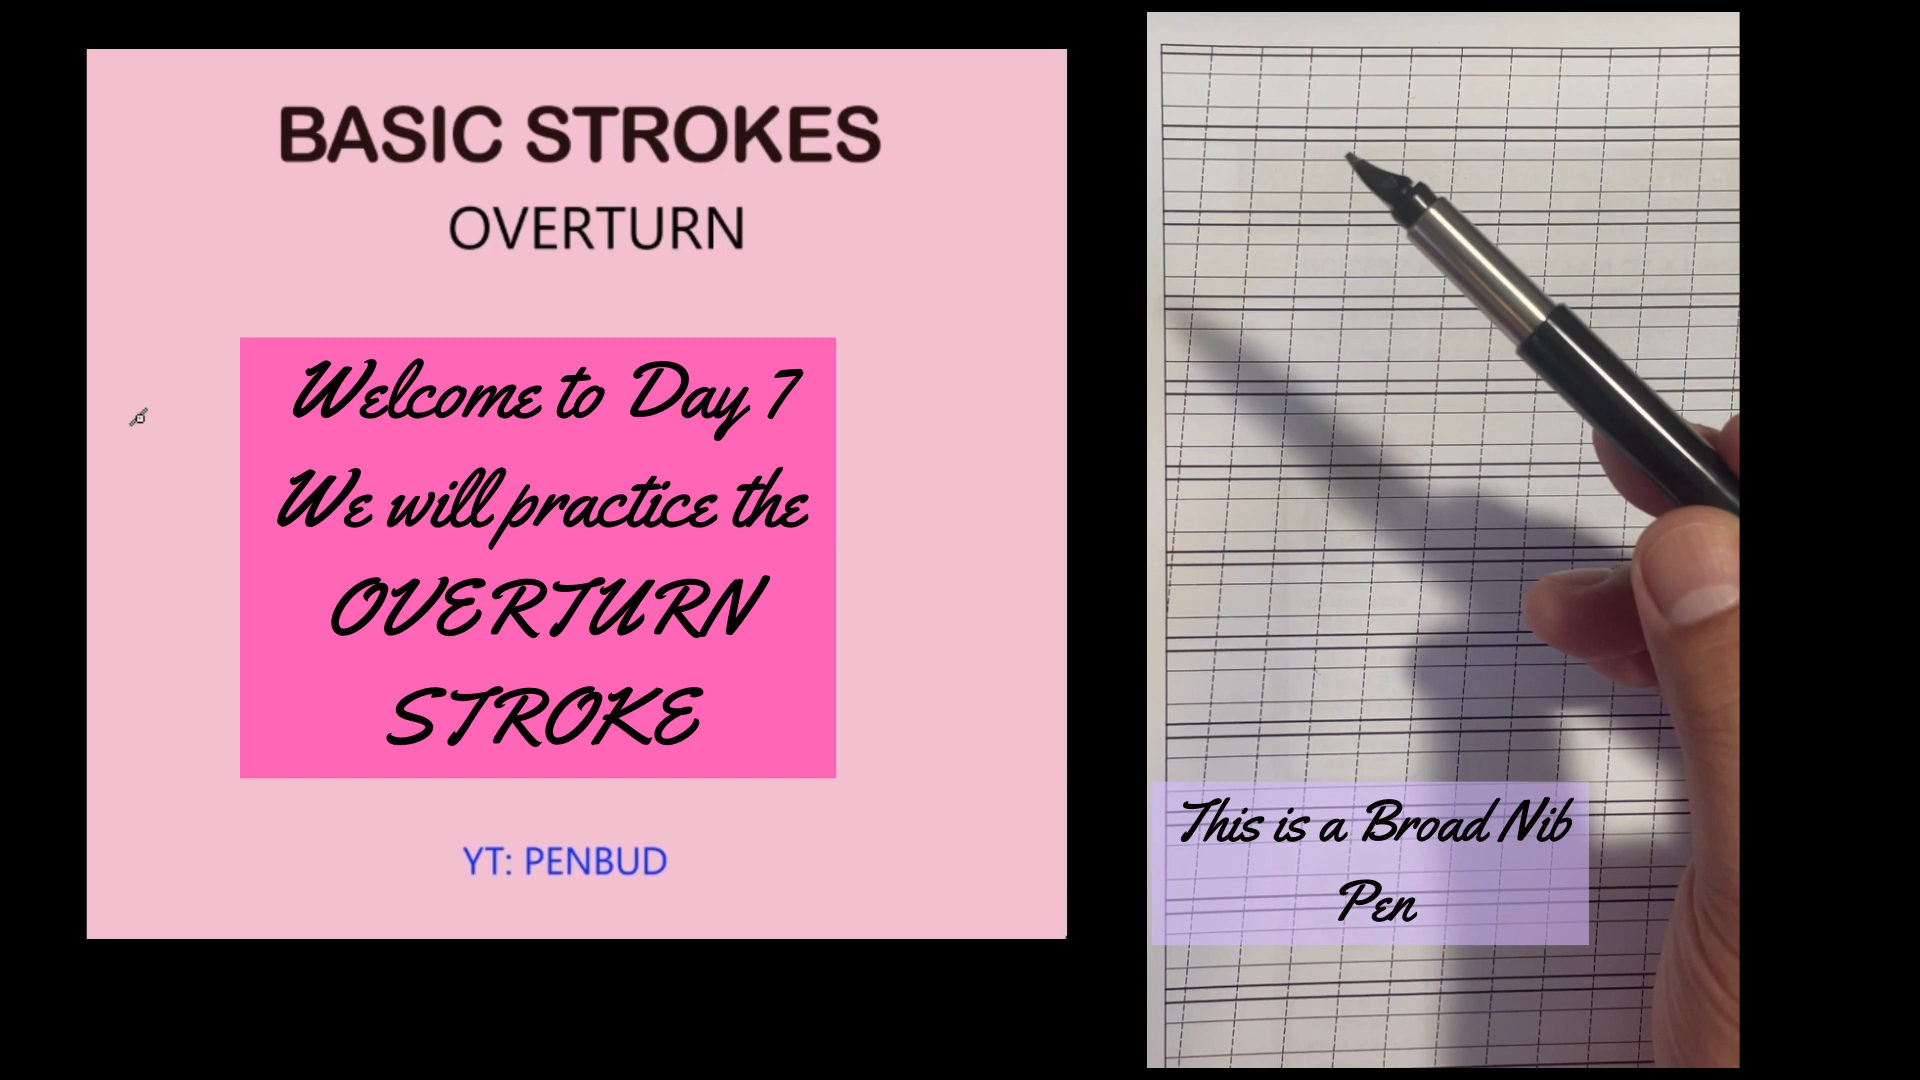 BASIC STROKES
OVERTURN
Welcome to Day 7
We will practice the
OVERTURN
STROKE
YT: PENBUD
This is a Broad Nib
Pen